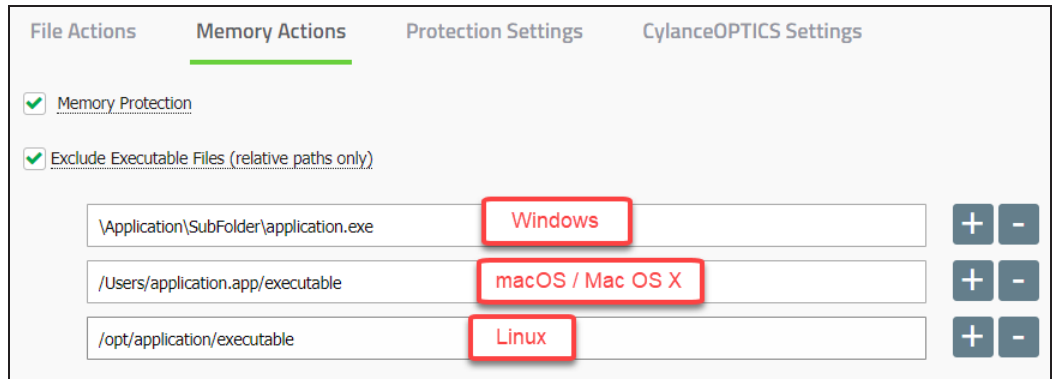 File Actions Memory Actions Protection Settings CylanceOPTICS Settings
Memory Protection
Exclude Executable Files (relative paths only)
\Application\SubFolder\application.exe Windows + -
/Users/application.app/executable macOS / Mac OS X + -
/opt/application/executable Linux + -